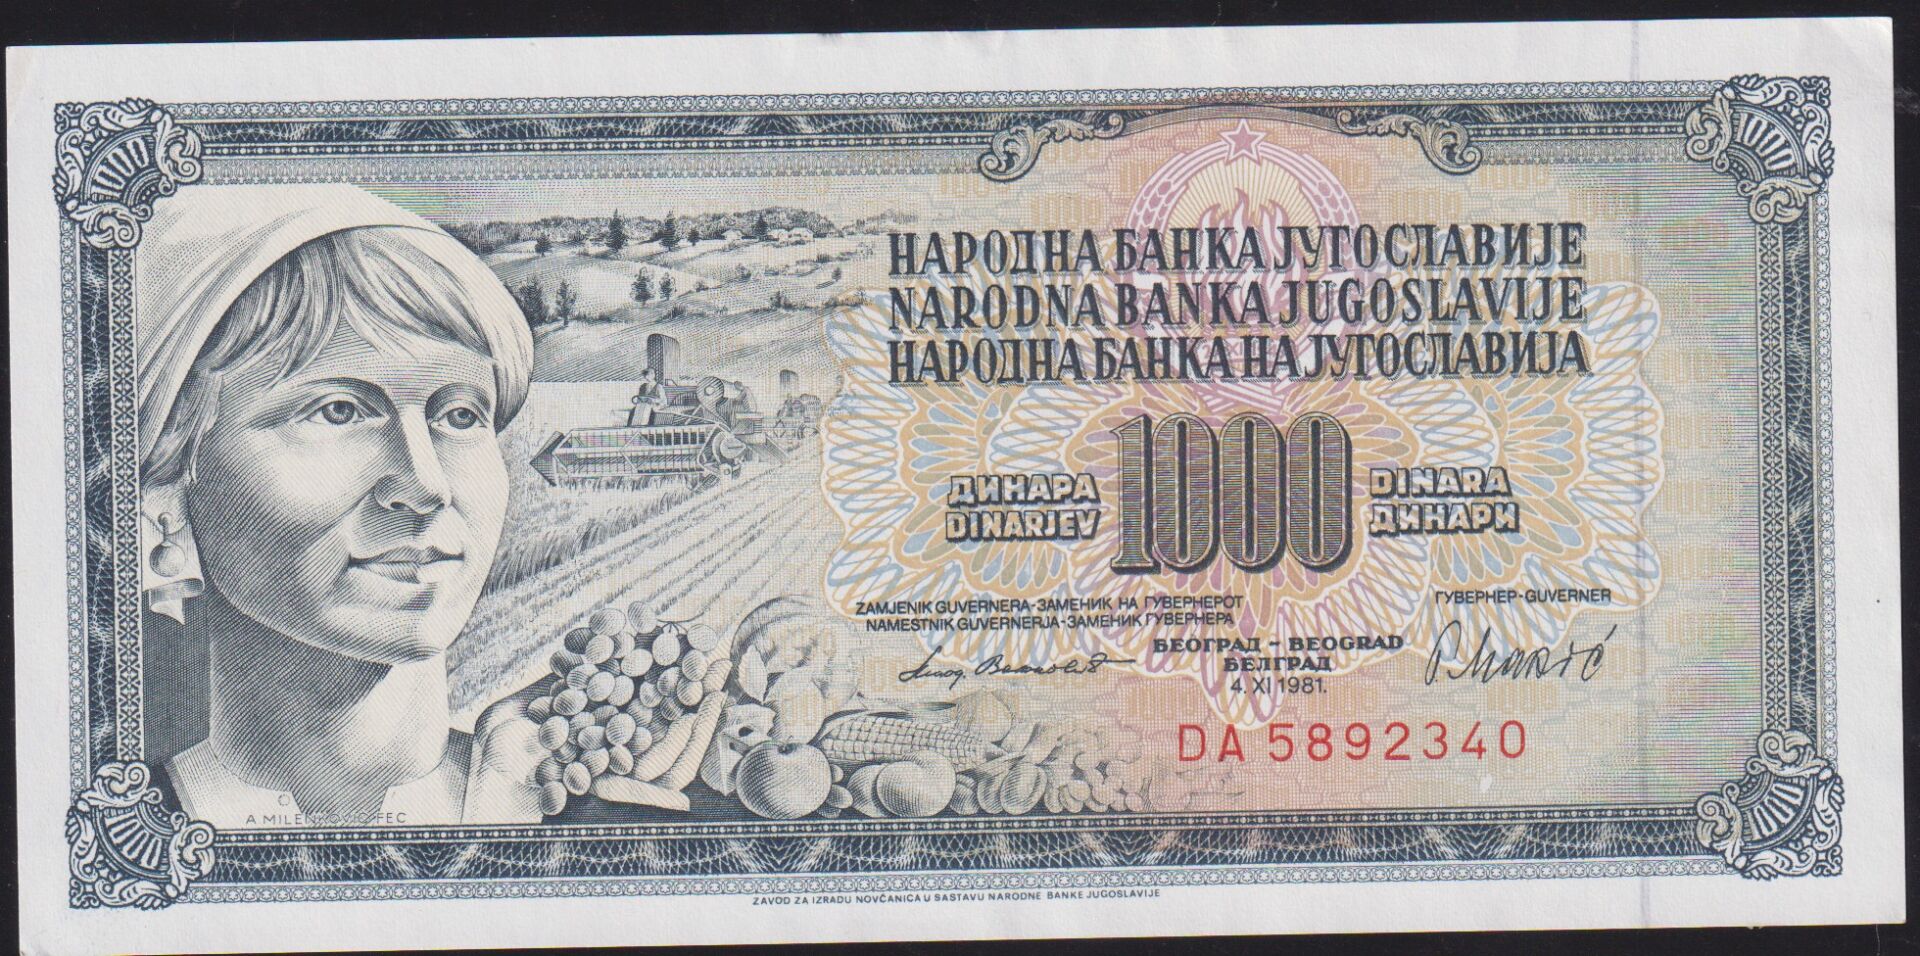 НАРОДНА БАНКА ЈУГОСЛАВИЈЕ
NARODNA BANKA JUGOSLAVIJE
НАРОДНА БАНКА НА ЈУГОСЛАВИЈА
ДИНАРА 1000 DINARA
DINARJEV ДИНАРИ
ZAMJENIK GUVERNERA-ЗАМЕНИК НА ГУВЕРНЕРОТ
NAMESTNIK GUVERNERJA-ЗАМЕНИК ГУВЕРНЕРА
ГУВЕРНЕР-GUVERNER
БЕОГРАД – BEOGRAD
БЕЛГРАД
4. XI 1981.
DA 5892340
A MILENKOVIC FEC
ZAVOD ZA IZRADU NOVČANICA U SASTAVU NARODNE BANKE JUGOSLAVIJE